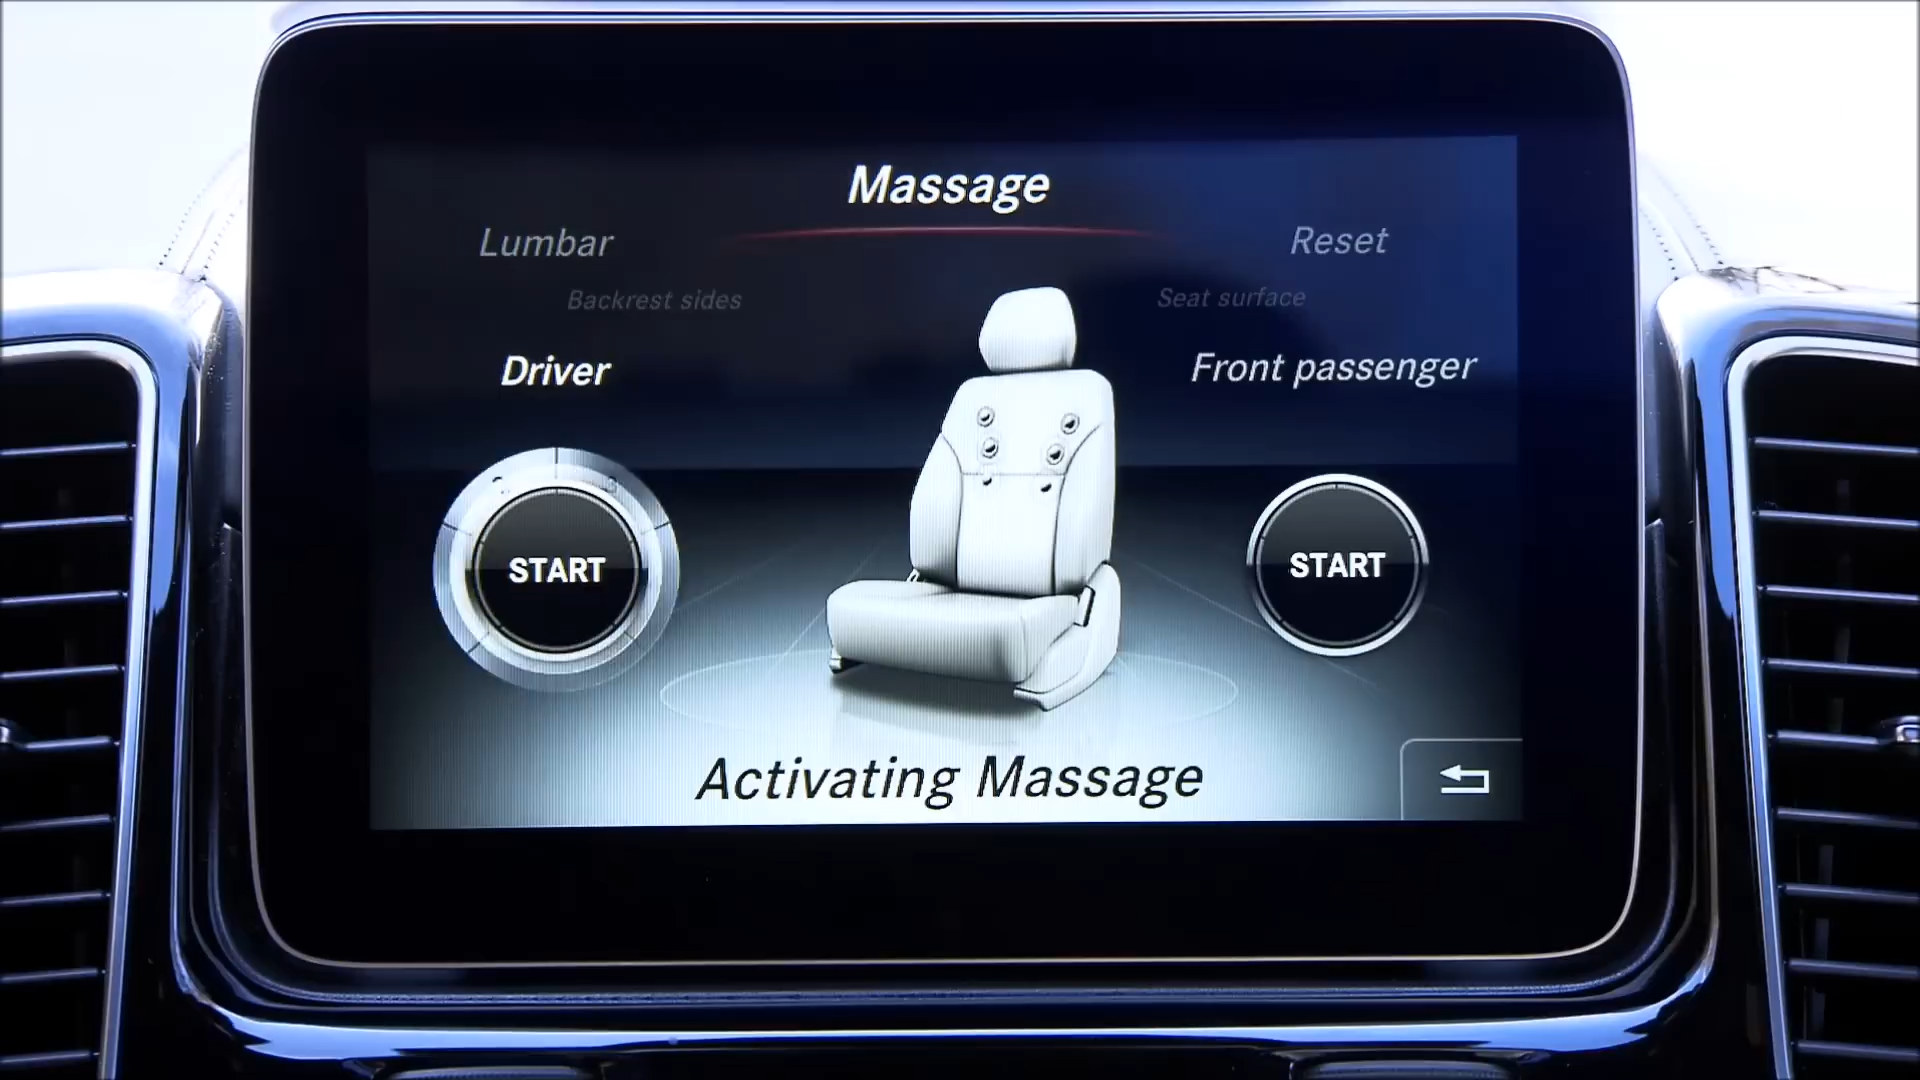 Massage
Lumbar
Reset
Backrest sides
Seat surface
Driver
Front passenger
START
START
Activating Massage